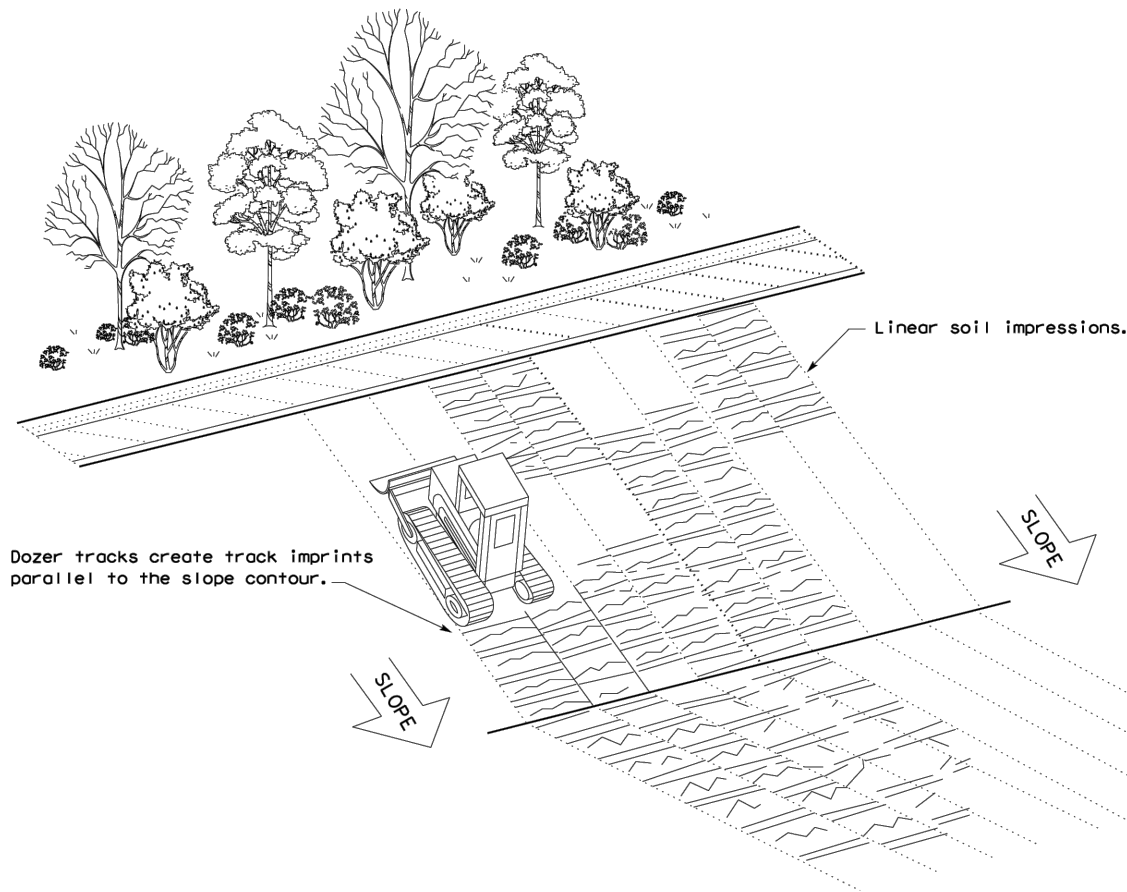 Linear soil impressions.
SLOPE
Dozer tracks create track imprints
parallel to the slope contour.
SLOPE